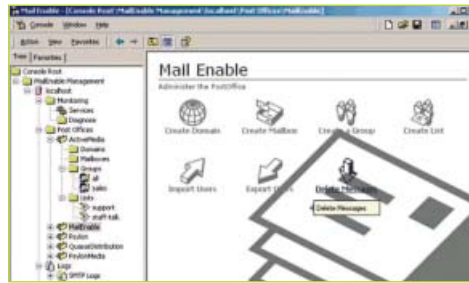 Mail Enable - [Console Root\MailEnable Management\localhost\Post Offices\MailEnable]
Console Window Help
Action View Favorites
Tree Favorites
Console Root
MailEnable Management
localhost
Monitoring
Services
Diagnose
Post Offices
ActiveMedia
Domains
Mailboxes
Groups
all
sales
Lists
support
staff-talk
MailEnable
Peylon
QueueDistribution
PeylonMedia
Logs
SMTP Logs
Mail Enable
Administer the PostOffice
Create Domain
Create Mailbox
Create a Group
Create List
Import Users
Export Users
Delete Messages
Delete Messages